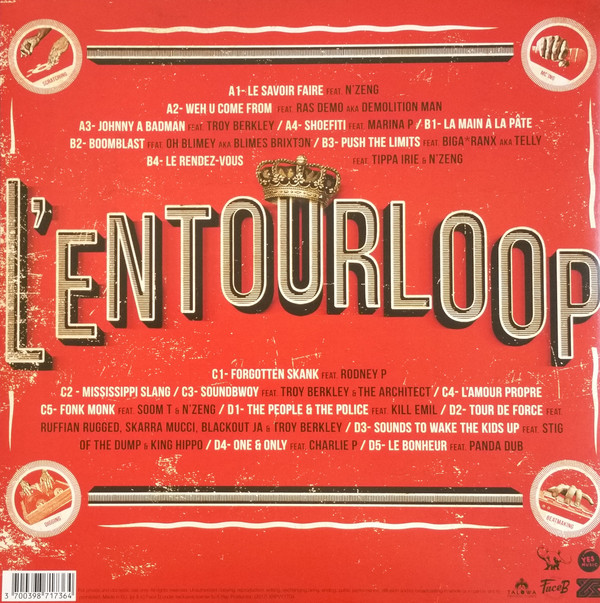 SCRATCHING
MC'ING
A1- LE SAVOIR FAIRE FEAT. N'ZENG
A2- WEH U COME FROM FEAT. RAS DEMO AKA DEMOLITION MAN
A3- JOHNNY A BADMAN FEAT. TROY BERKLEY / A4- SHOEFITI FEAT. MARINA P / B1- LA MAIN À LA PÂTE
B2- BOOMBLAST FFAT. OH BLIMEY AKA BLIMES BRIXTON / B3- PUSH THE LIMITS FEAT. BIGA*RANX AKA TELLY
B4- LE RENDEZ-VOUS FEAT. TIPPA IRIE & N'ZENG
L'ENTOURLOOP
C1- FORGOTTEN SKANK FEAT. RODNEY P
C2 - MISSISSIPPI SLANG / C3- SOUNDBWOY FEAT. TROY BERKLEY & THE ARCHITECT / C4- L'AMOUR PROPRE
C5- FONK MONK FEAT. SOOM T & N'ZENG / D1- THE PEOPLE & THE POLICE FEAT. KILL EMIL / D2- TOUR DE FORCE FEAT.
RUFFIAN RUGGED, SKARRA MUCCI, BLACKOUT JA & TROY BERKLEY / D3- SOUNDS TO WAKE THE KIDS UP FEAT. STIG
OF THE DUMP & KING HIPPO / D4- ONE & ONLY FEAT. CHARLIE P / D5- LE BONHEUR FEAT. PANDA DUB
DIGGING
BEATMAKING
3 700398 717364
TALOWA
FaceB
YES
MUSIC